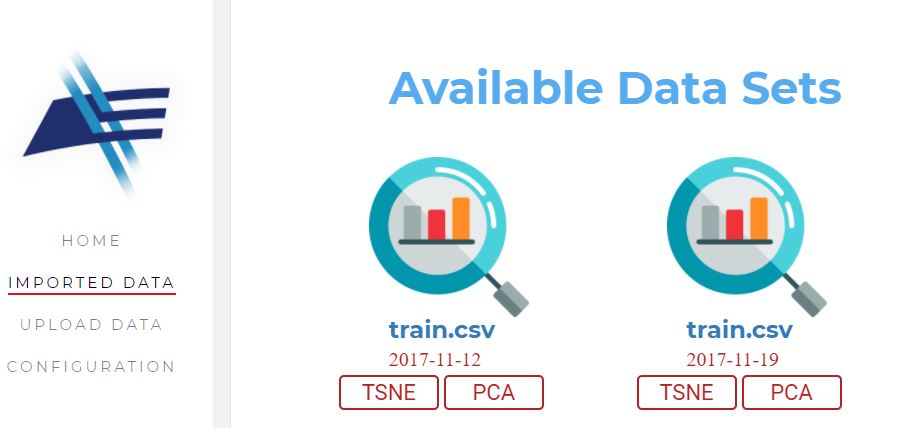 Available Data Sets
HOME
IMPORTED DATA
UPLOAD DATA
CONFIGURATION
train.csv
2017-11-12
TSNE PCA
train.csv
2017-11-19
TSNE PCA